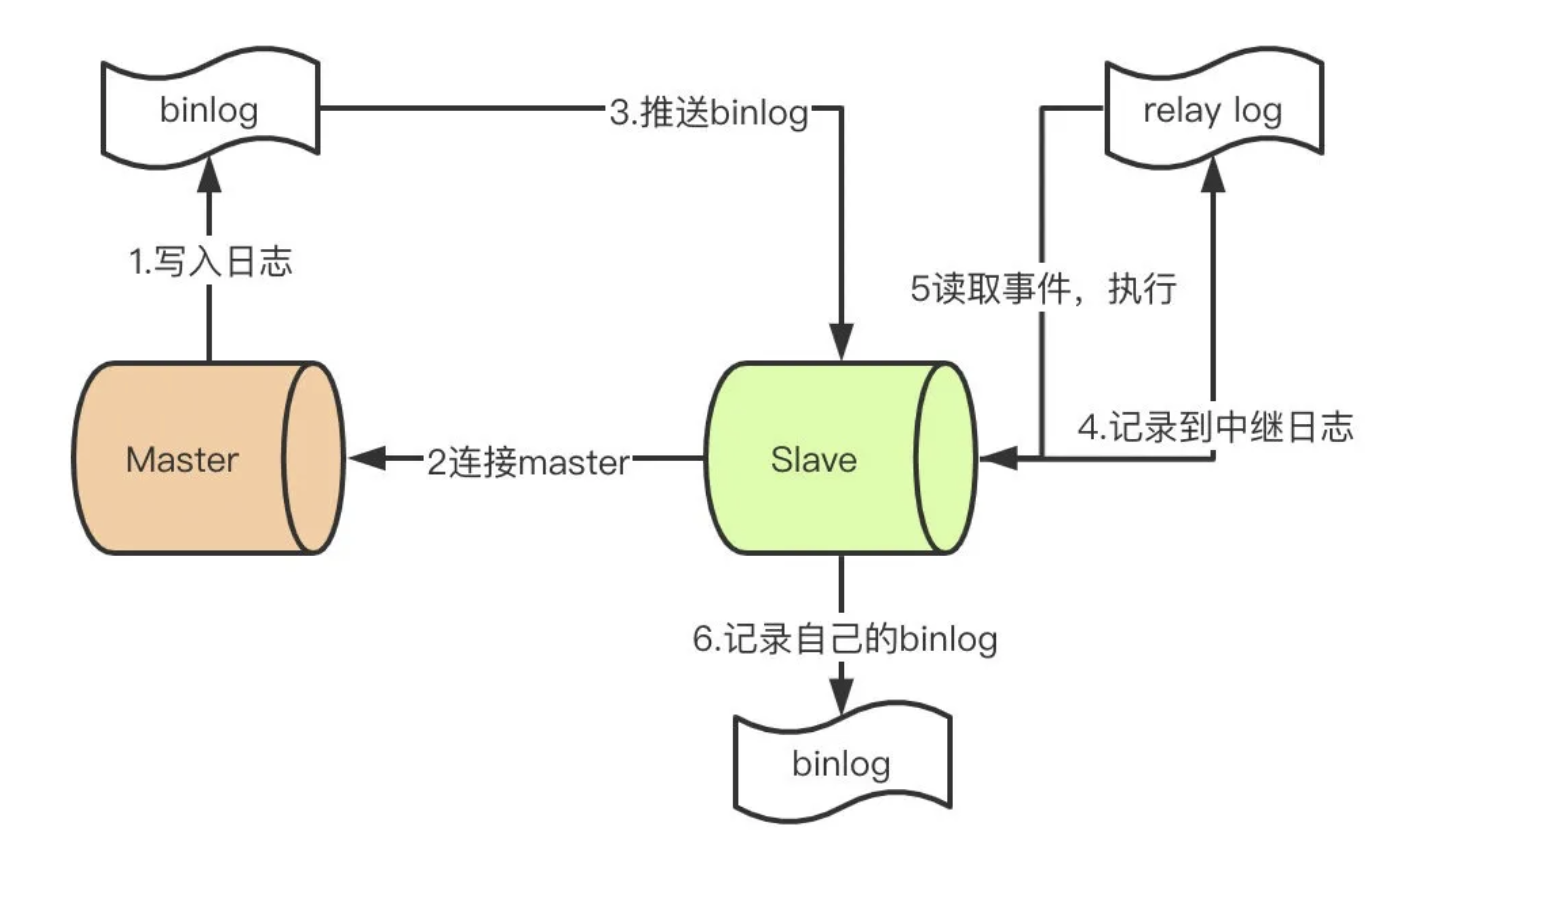 binlog
3.推送binlog
relay log
1.写入日志
5读取事件，执行
4.记录到中继日志
Master
2连接master
Slave
6.记录自己的binlog
binlog